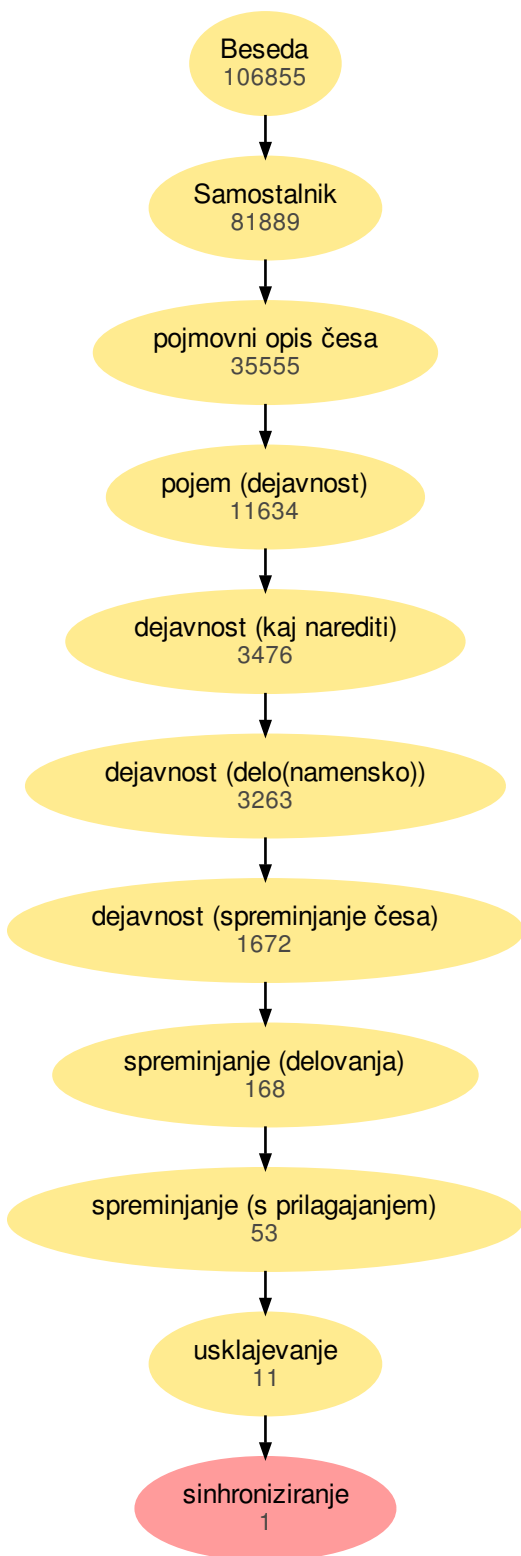 Beseda
106855
Samostalnik
81889
pojmovni opis česa
35555
pojem (dejavnost)
11634
dejavnost (kaj narediti)
3476
dejavnost (delo(namensko))
3263
dejavnost (spreminjanje česa)
1672
spreminjanje (delovanja)
168
spreminjanje (s prilagajanjem)
53
usklajevanje
11
sinhroniziranje
1